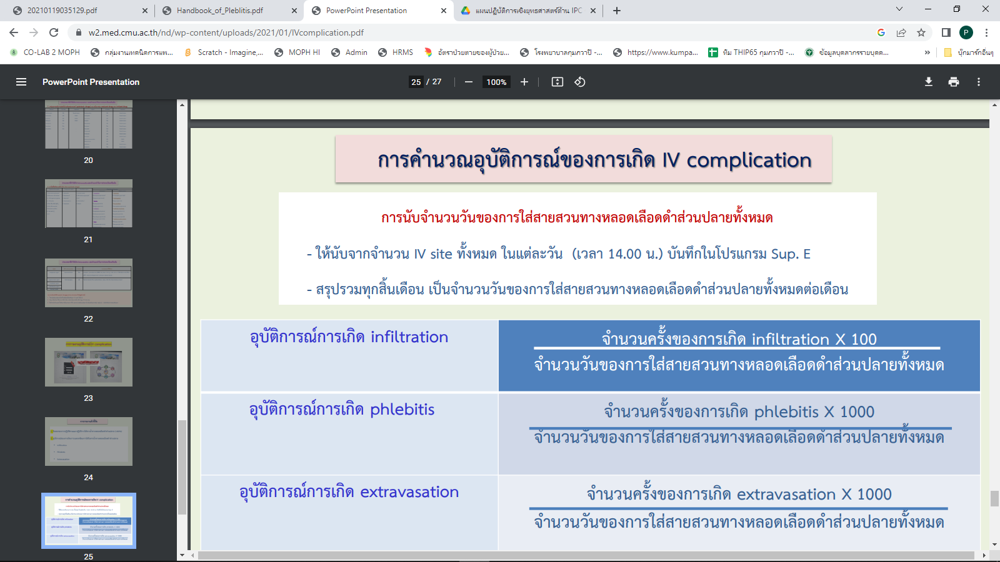 20210119035129.pdf
Handbook_of_Pleblitis.pdf
PowerPoint Presentation
แผนปฏิบัติการเชิงยุทธศาสตร์ด้าน IPC
w2.med.cmu.ac.th/nd/wp-content/uploads/2021/01/IVcomplication.pdf
P
CO-LAB 2 MOPH
กลุ่มงานเทคนิคการแพ...
Scratch - Imagine,...
MOPH HI
Admin
HRMS
อัตราป่วยตายของผู้ป่วย...
โรงพยาบาลกุมภวาปี -...
https://www.kumpa...
ทีม THIP65 กุมภวาปี -...
ข้อมูลบุคลากรรายบุคค...
»
บุ๊กมาร์กอื่นๆ
PowerPoint Presentation
25 / 27
100%
20
21
22
23
24
25
การคำนวณอุบัติการณ์ของการเกิด IV complication
การนับจำนวนวันของการใส่สายสวนทางหลอดเลือดดำส่วนปลายทั้งหมด
- ให้นับจากจำนวน IV site ทั้งหมด ในแต่ละวัน (เวลา 14.00 น.) บันทึกในโปรแกรม Sup. E
- สรุปรวมทุกสิ้นเดือน เป็นจำนวนวันของการใส่สายสวนทางหลอดเลือดดำส่วนปลายทั้งหมดต่อเดือน
อุบัติการณ์การเกิด infiltration
จำนวนครั้งของการเกิด infiltration X 100
จำนวนวันของการใส่สายสวนทางหลอดเลือดดำส่วนปลายทั้งหมด
อุบัติการณ์การเกิด phlebitis
จำนวนครั้งของการเกิด phlebitis X 1000
จำนวนวันของการใส่สายสวนทางหลอดเลือดดำส่วนปลายทั้งหมด
อุบัติการณ์การเกิด extravasation
จำนวนครั้งของการเกิด extravasation X 1000
จำนวนวันของการใส่สายสวนทางหลอดเลือดดำส่วนปลายทั้งหมด